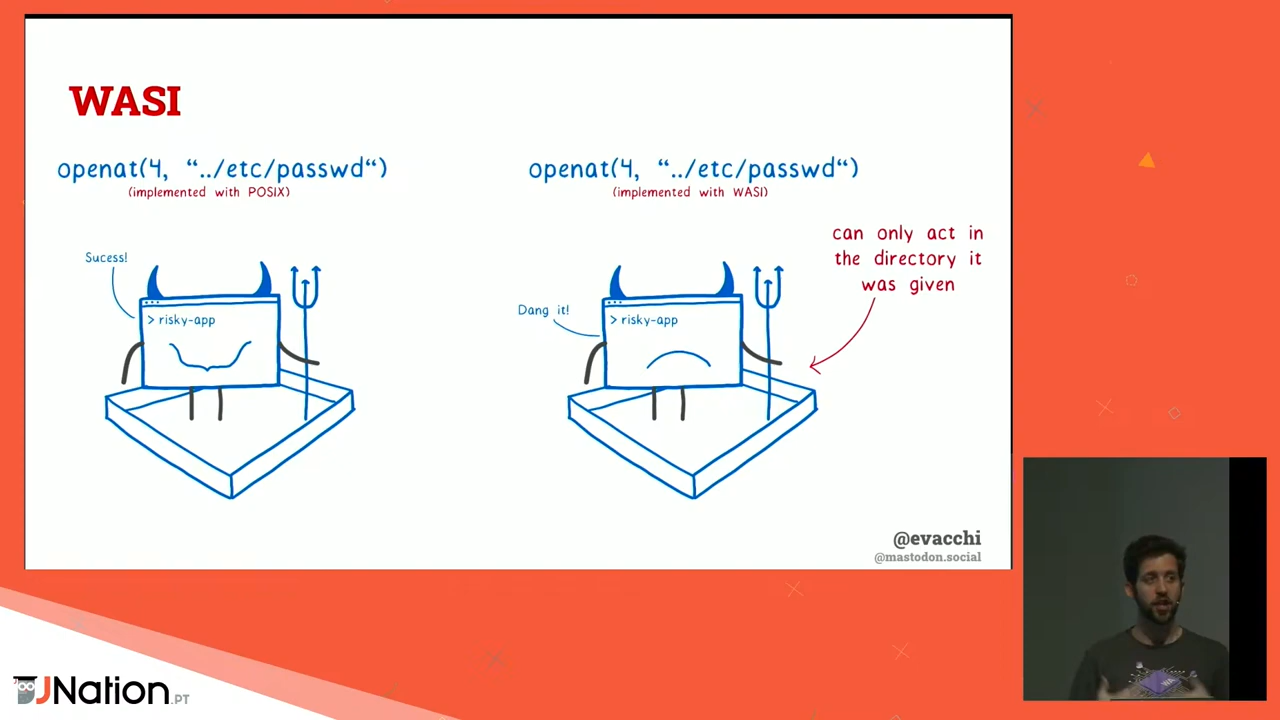 WASI
openat(4, “../etc/passwd“)
(implemented with POSIX)
Sucess!
> risky-app
openat(4, “../etc/passwd“)
(implemented with WASI)
can only act in
the directory it
was given
Dang it!
> risky-app
@evacchi
@mastodon.social
JNation.PT
WA